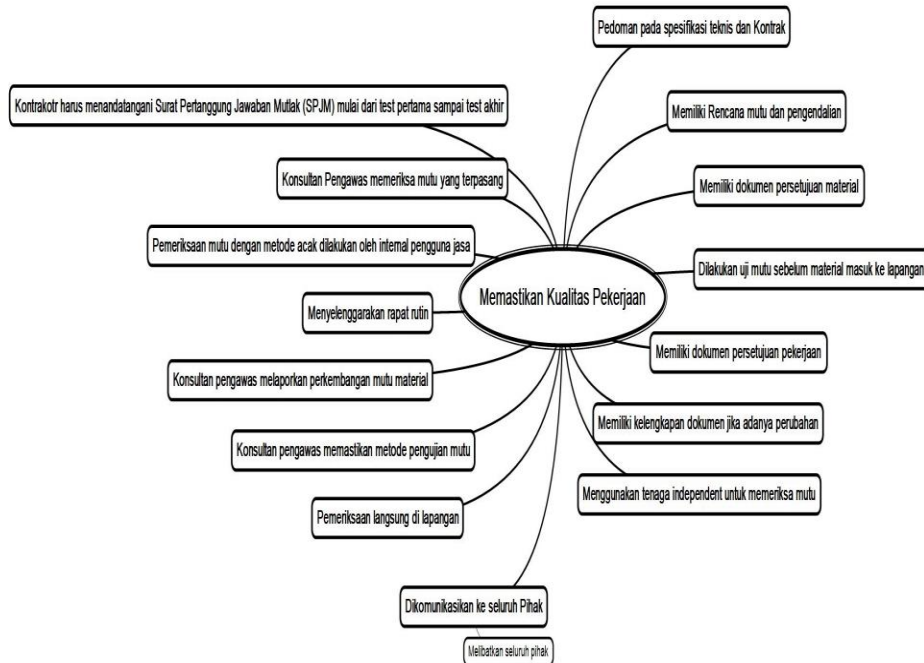 Pedoman pada spesifikasi teknis dan Kontrak
Kontrakotr harus menandatangani Surat Pertanggung Jawaban Mutlak (SPJM) mulai dari test pertama sampai test akhir
Memiliki Rencana mutu dan pengendalian
Konsultan Pengawas memeriksa mutu yang terpasang
Memiliki dokumen persetujuan material
Pemeriksaan mutu dengan metode acak dilakukan oleh internal pengguna jasa
Dilakukan uji mutu sebelum material masuk ke lapangan
Memastikan Kualitas Pekerjaan
Menyelenggarakan rapat rutin
Memiliki dokumen persetujuan pekerjaan
Konsultan pengawas melaporkan perkembangan mutu material
Memiliki kelengkapan dokumen jika adanya perubahan
Konsultan pengawas memastikan metode pengujian mutu
Menggunakan tenaga independent untuk memeriksa mutu
Pemeriksaan langsung di lapangan
Dikomunikasikan ke seluruh Pihak
Melibatkan seluruh pihak